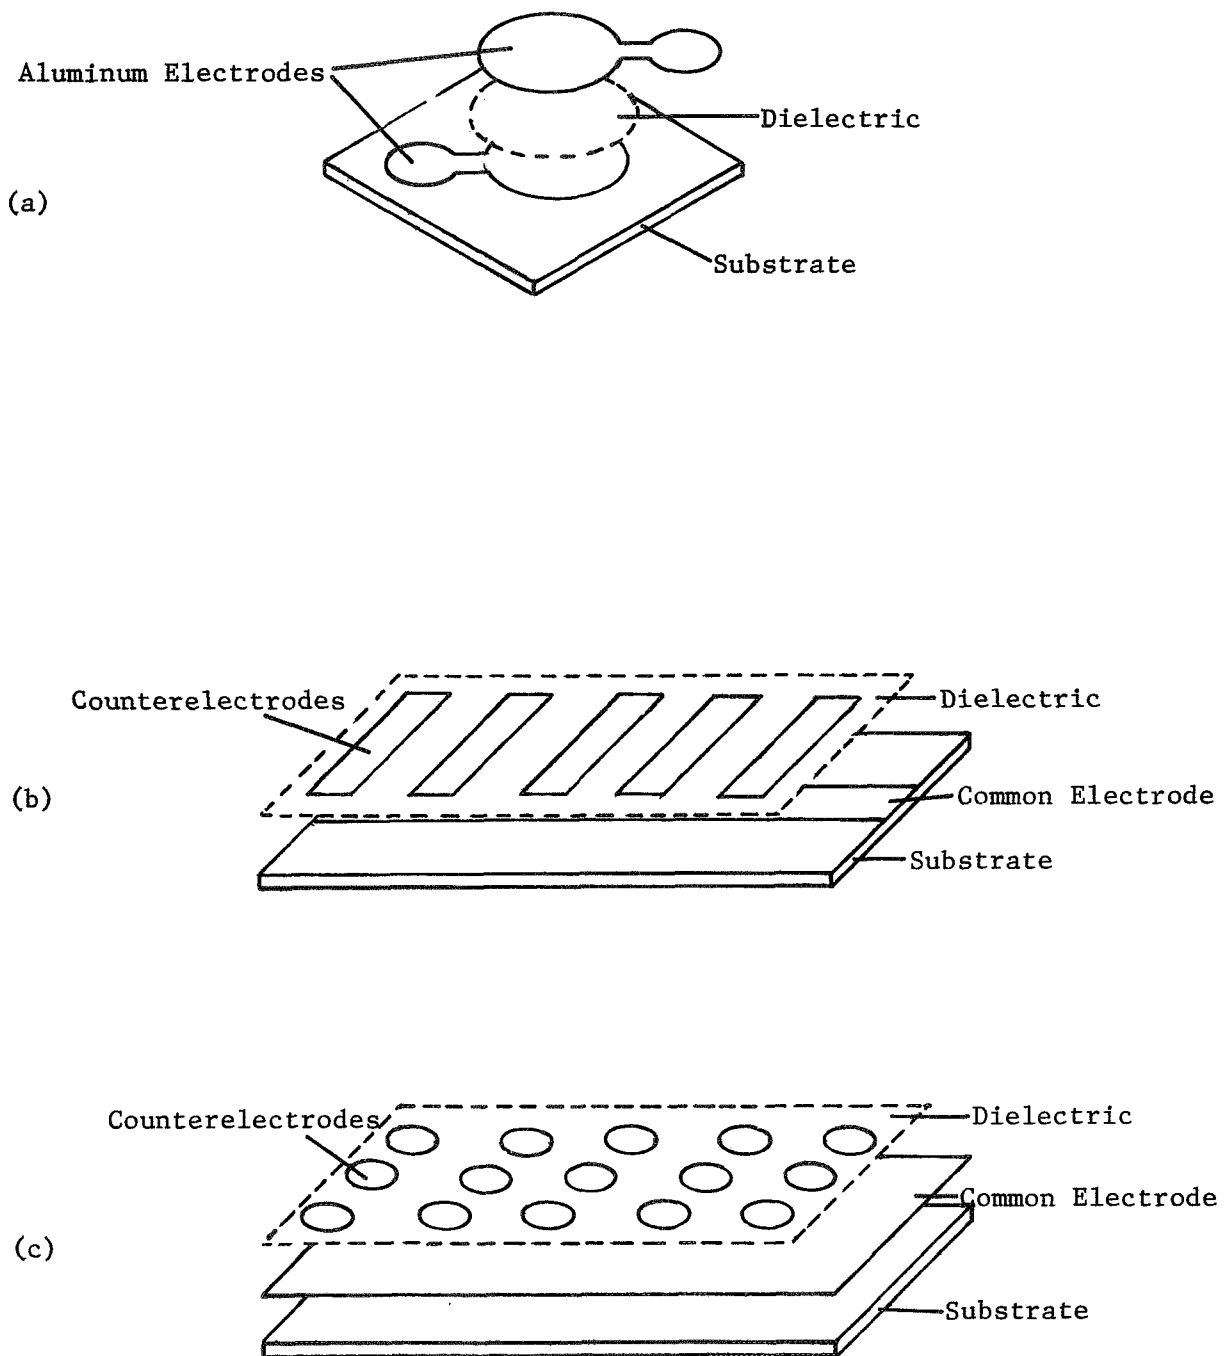 Aluminum Electrodes
Dielectric
(a)
Substrate
Counterelectrodes
Dielectric
(b)
Common Electrode
Substrate
Counterelectrodes
Dielectric
Common Electrode
(c)
Substrate